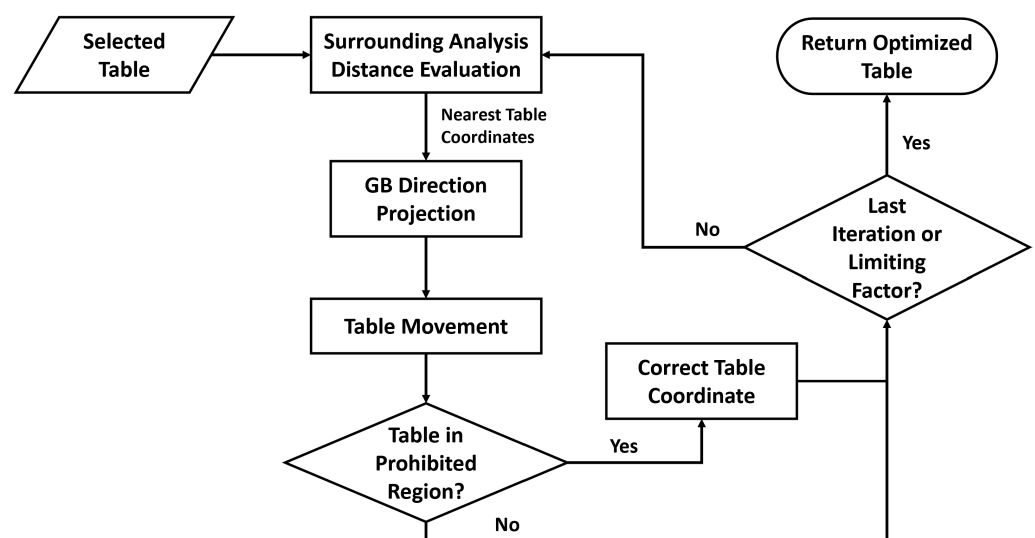 Selected
Table
Surrounding Analysis
Distance Evaluation
Return Optimized
Table
Nearest Table
Coordinates
Yes
GB Direction
Projection
No
Last
Iteration or
Limiting
Factor?
Table Movement
Correct Table
Coordinate
Table in
Prohibited
Region?
Yes
No